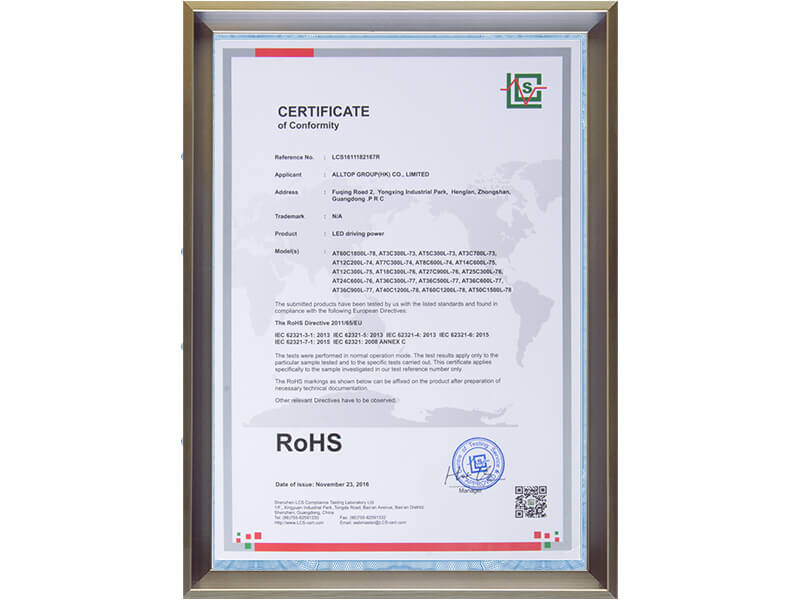 LCS
CERTIFICATE
of Conformity
Reference No. : LCS1611182167R
Applicant : ALLTOP GROUP(HK) CO., LIMITED
Address : Fuqing Roed 2, Yongxing Industrial Park, Henglan, Zhongshan,
Guangdong .P R C
Trademark : N/A
Product : LED driving power
Model(s) : AT60C1800L-78, AT3C300L-73, AT5C300L-73, AT3C700L-73,
AT12C200L-74, AT7C300L-74, AT8C600L-74, AT14C600L-75,
AT12C300L-75, AT18C300L-76, AT27C900L-76, AT25C300L-76,
AT24C600L-76, AT36C300L-77, AT36C500L-77, AT36C600L-77,
AT36C900L-77, AT40C1200L-78, AT60C1200L-78, AT50C1500L-78
The submitted products have been tested by us with the listed standards and found in
compliance with the following European Directives:
The RoHS Directive 2011/65/EU
IEC 62321-3-1: 2013 IEC 62321-5: 2013 IEC 62321-4: 2013 IEC 62321-6: 2015
IEC 62321-7-1: 2015 IEC 62321: 2008 ANNEX C
The tests were performed in normal operation mode. The test results apply only to the
particular sample tested and to the specific tests carried out. This certificate applies
specifically to the sample investigated in our test reference number only.
The RoHS markings as shown below can be affixed on the product after preparation of
necessary technical documentation.
Other relevant Directives have to be observed.
RoHS
Manager
Date of issue: November 23, 2016
Shenzhen LCS Compliance Testing Laboratory Ltd.
1/F., Xingyuan Industrial Park, Tongda Road, Bao'an Avenue, Bao'an District
Shenzhen, Guangdong, China
Tel: (86)755-82591330 Fax: (86)755-82591332
http://www.LCS-cert.com Email: webmaster@LCS-cert.com